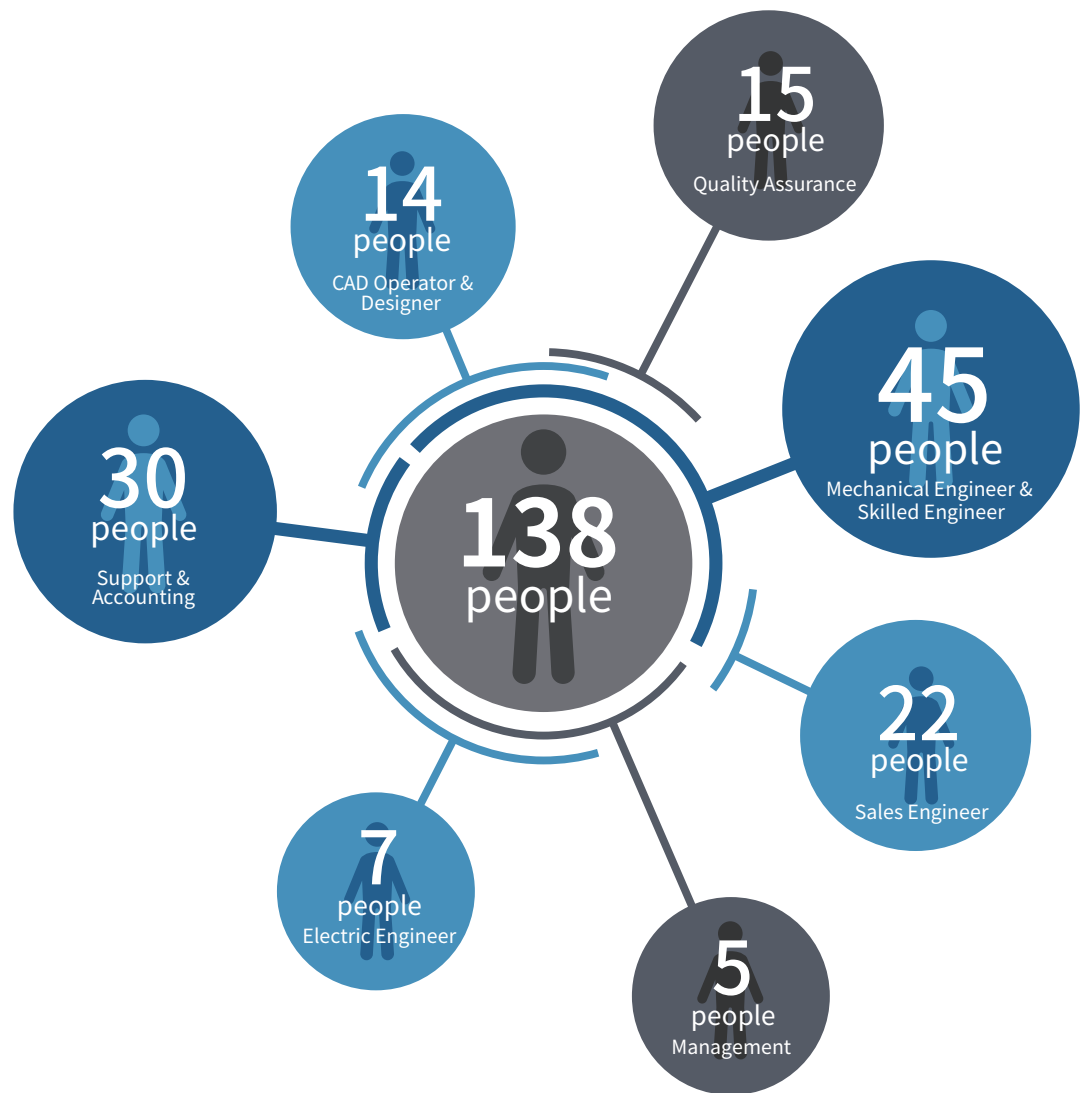 15
people
Quality Assurance
14
people
CAD Operator &
Designer
45
people
Mechanical Engineer &
Skilled Engineer
30
people
Support &
Accounting
138
people
22
people
Sales Engineer
7
people
Electric Engineer
5
people
Management